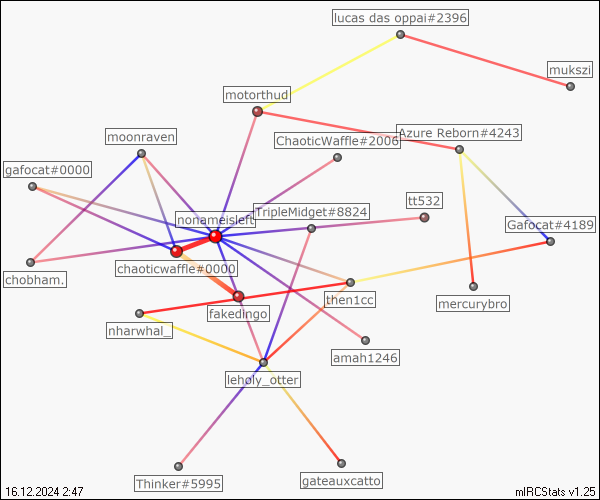 lucas das oppai#2396
mukszi
motorthud
moonraven
ChaoticWaffle#2006
Azure Reborn#4243
gafocat#0000
nonameisleft
TripleMidget#8824
tt532
Gafocat#4189
chaoticwaffle#0000
chobham.
then1cc
mercurybro
fakedingo
nharwhal_
amah1246
leholy_otter
Thinker#5995
gateauxcatto
16.12.2024 2:47
mIRCStats v1.25